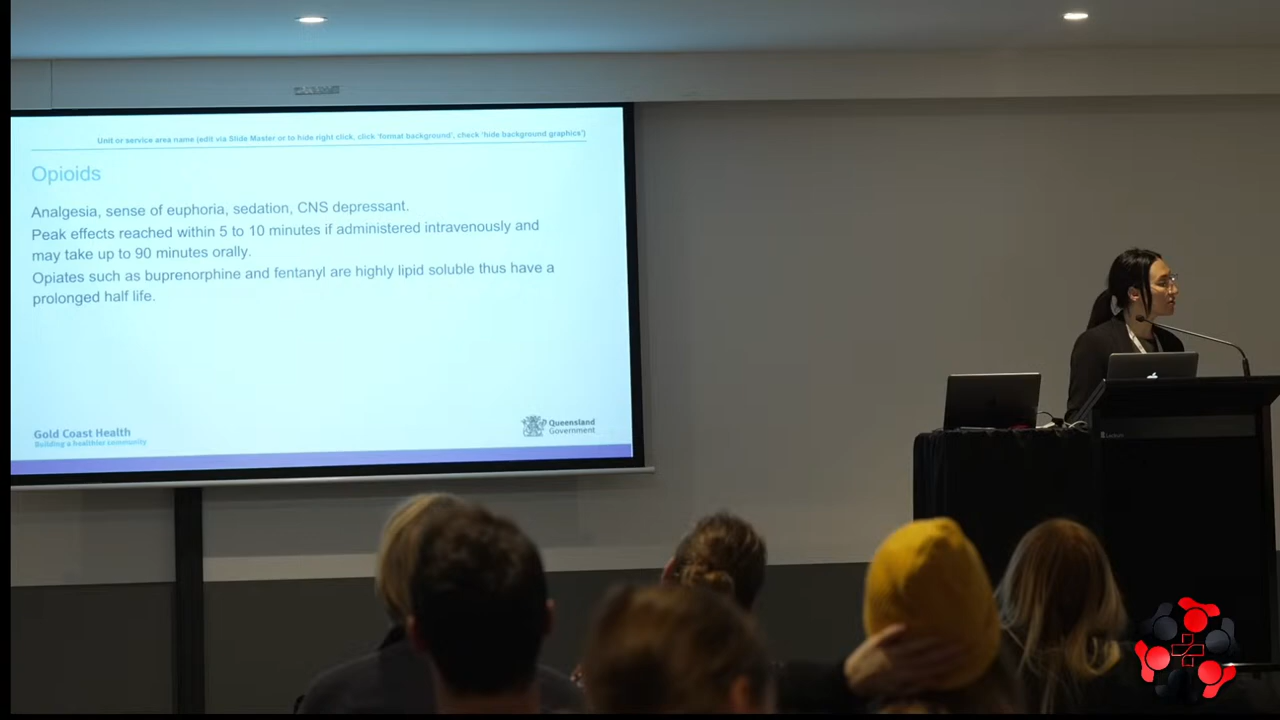 Unit or service area name (edit via Slide Master or to hide right click, click 'format background', check 'hide background graphics')
Opioids
Analgesia, sense of euphoria, sedation, CNS depressant.
Peak effects reached within 5 to 10 minutes if administered intravenously and
may take up to 90 minutes orally.
Opiates such as buprenorphine and fentanyl are highly lipid soluble thus have a
prolonged half life.
Gold Coast Health
Building a healthier community
Queensland
Government